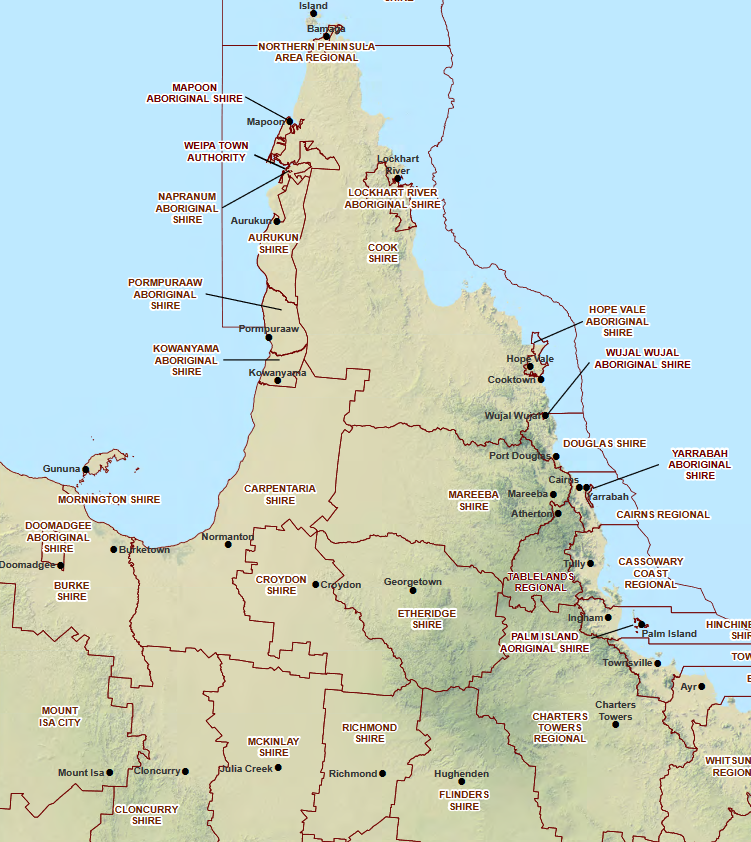 Island
SHIRE
Bamaga
NORTHERN PENINSULA
AREA REGIONAL
MAPOON
ABORIGINAL SHIRE
Mapoon
WEIPA TOWN
AUTHORITY
Lockhart
River
NAPRANUM
ABORIGINAL
SHIRE
LOCKHART RIVER
ABORIGINAL SHIRE
Aurukun
AURUKUN
SHIRE
COOK
SHIRE
PORMPURAAW
ABORIGINAL
SHIRE
HOPE VALE
ABORIGINAL
SHIRE
Pormpuraaw
KOWANYAMA
ABORIGINAL
SHIRE
WUJAL WUJAL
ABORIGINAL SHIRE
Hope Vale
Kowanyama
Cooktown
Wujal Wujal
DOUGLAS SHIRE
Port Douglas
YARRABAH
ABORIGINAL
SHIRE
Gununa
Cairns
MORNINGTON SHIRE
CARPENTARIA
SHIRE
MAREEBA
SHIRE
Mareeba
Yarrabah
Atherton
CAIRNS REGIONAL
DOOMADGEE
ABORIGINAL
SHIRE
Normanton
Burketown
Doomadgee
Tully
CASSOWARY
COAST
REGIONAL
BURKE
SHIRE
CROYDON
SHIRE
Croydon
Georgetown
TABLELANDS
REGIONAL
ETHERIDGE
SHIRE
Ingham
PALM ISLAND
AORIGINAL SHIRE
Palm Island
HINCHINB
SHIR
Townsville
TOW
Ayr
MOUNT
ISA CITY
Charters
Towers
CHARTERS
TOWERS
REGIONAL
RICHMOND
SHIRE
MCKINLAY
SHIRE
WHITSUN
REGION
Mount Isa
Cloncurry
Julia Creek
Richmond
Hughenden
FLINDERS
SHIRE
CLONCURRY
SHIRE